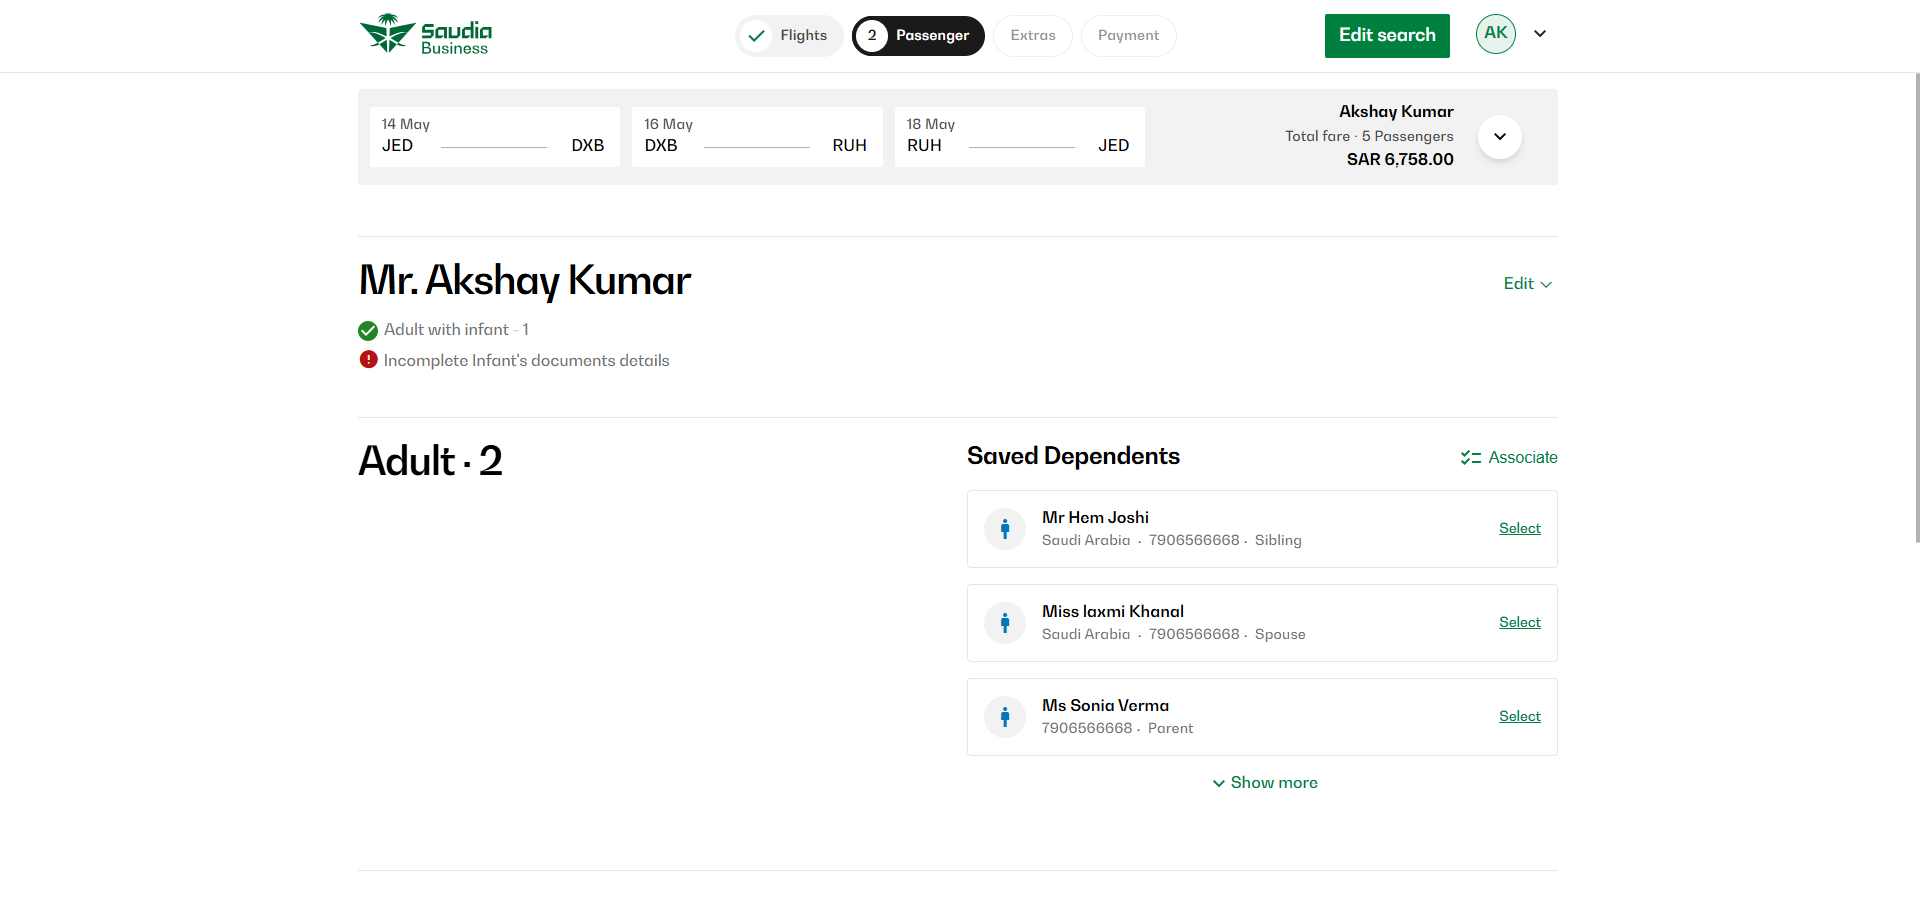 Saudia
Business
Flights
2 Passenger
Extras
Payment
Edit search
AK
14 May
JED DXB
16 May
DXB RUH
18 May
RUH JED
Akshay Kumar
Total fare · 5 Passengers
SAR 6,758.00
Mr. Akshay Kumar
Edit
Adult with infant - 1
Incomplete Infant's documents details
Adult · 2
Saved Dependents
Associate
Mr Hem Joshi
Saudi Arabia · 7906566668 · Sibling
Select
Miss laxmi Khanal
Saudi Arabia · 7906566668 · Spouse
Select
Ms Sonia Verma
7906566668 · Parent
Select
Show more